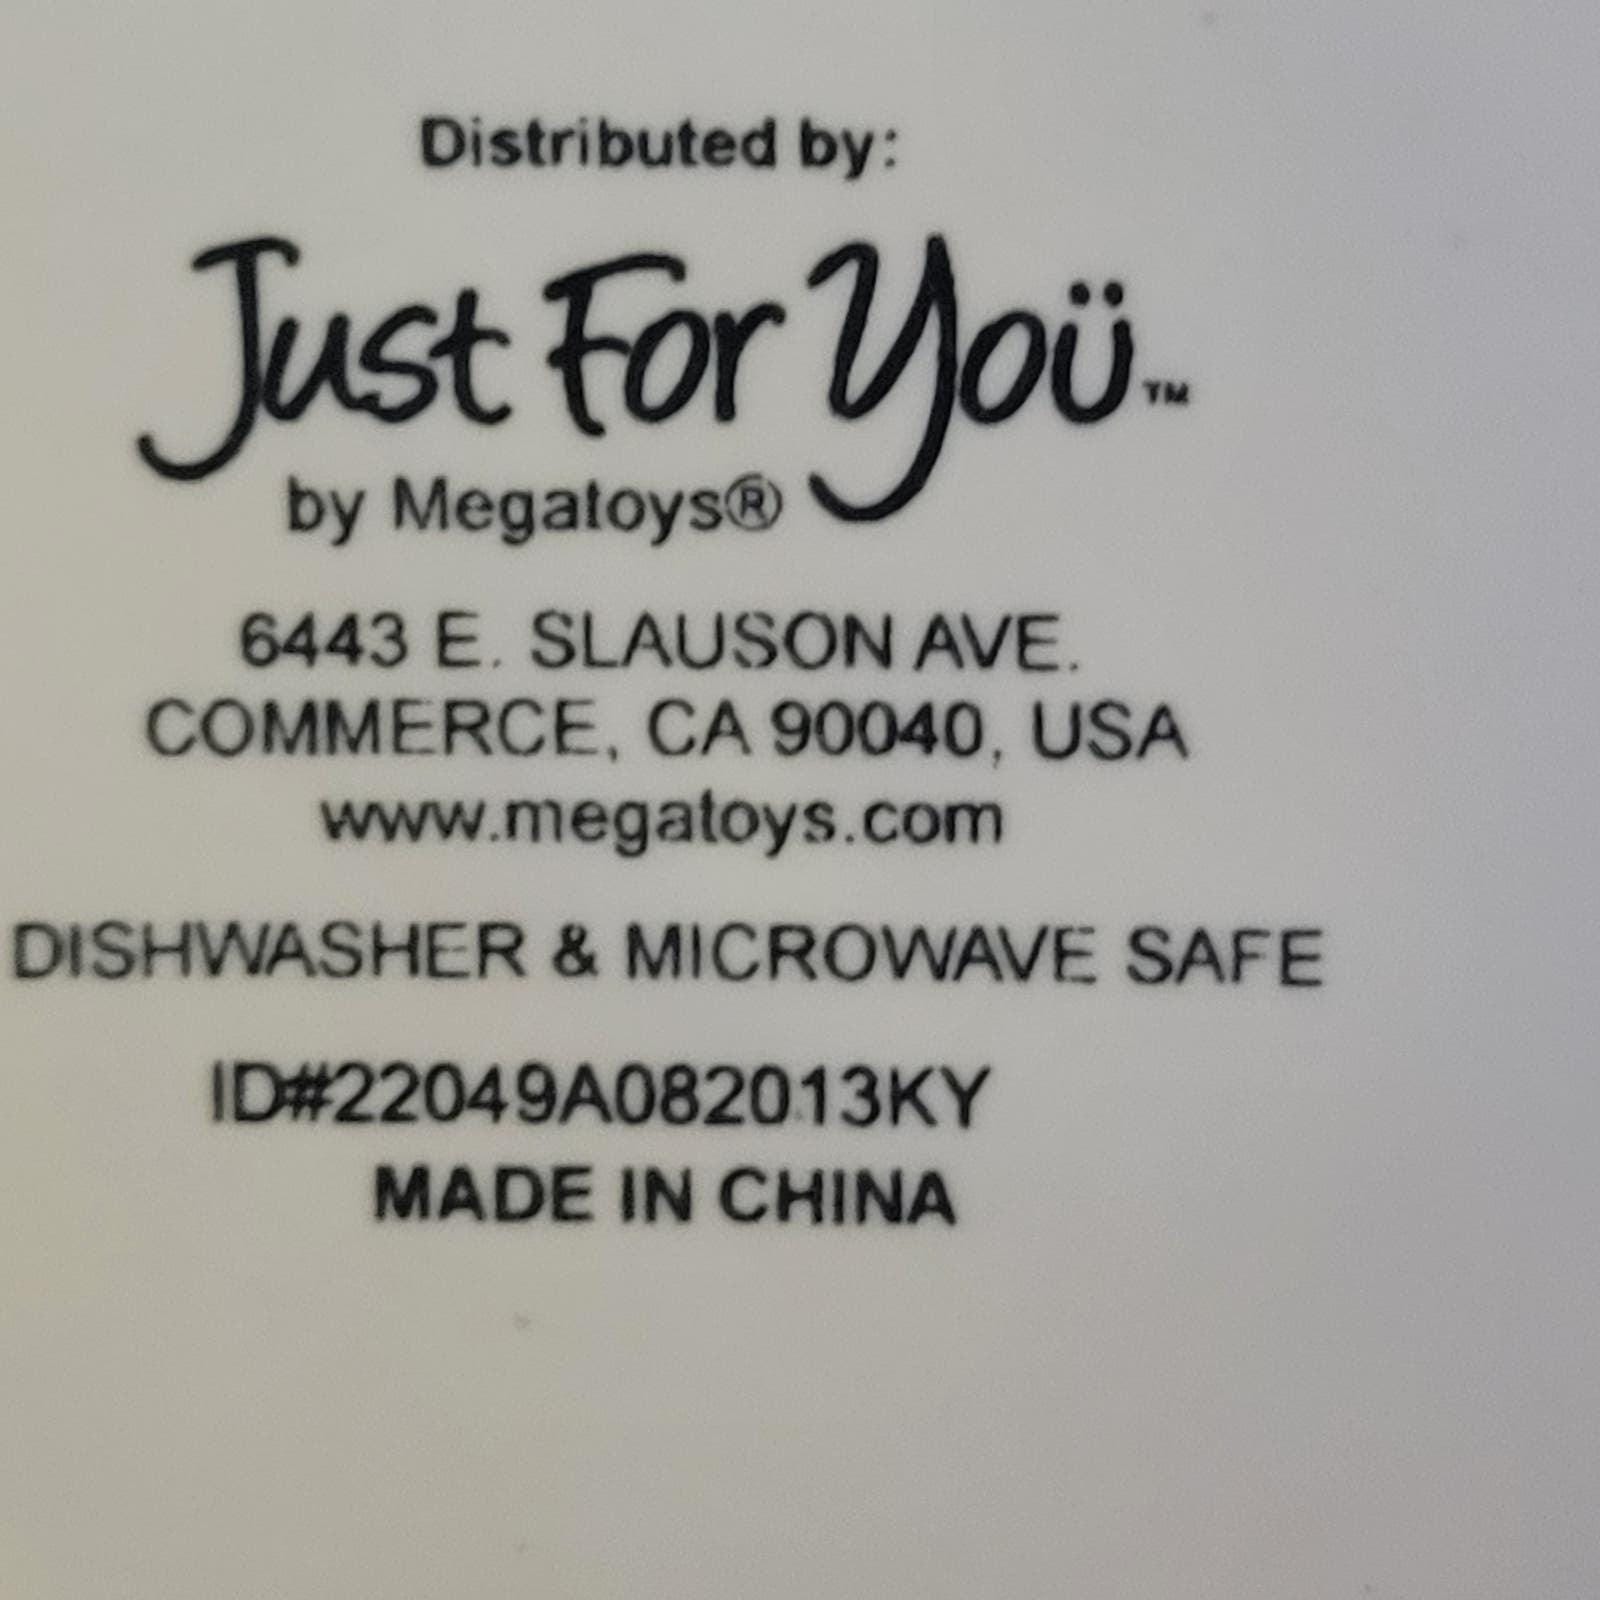 Distributed by:
Just For Yoü™
by Megatoys®
6443 E. SLAUSON AVE.
COMMERCE, CA 90040, USA
www.megatoys.com
DISHWASHER & MICROWAVE SAFE
ID#22049A082013KY
MADE IN CHINA